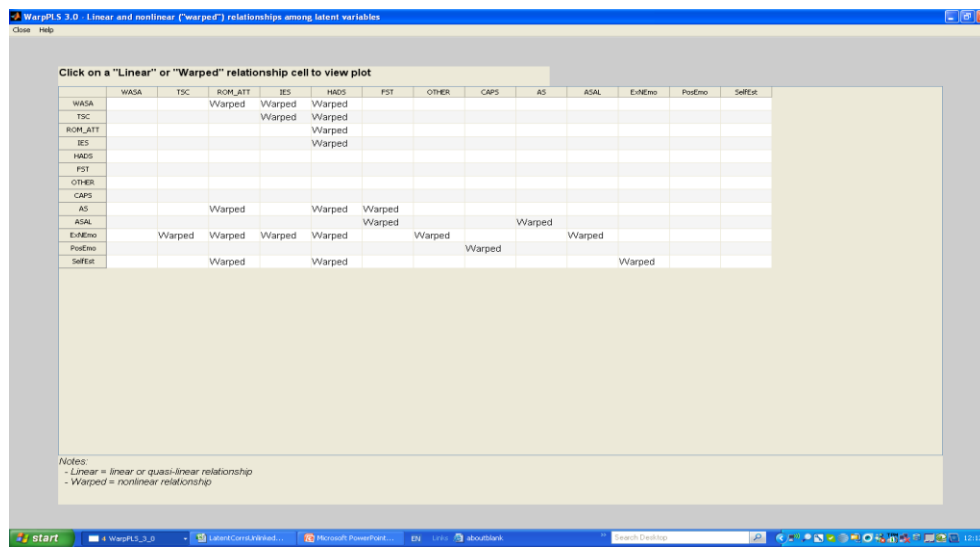 WarpPLS 3.0 - Linear and nonlinear ("warped") relationships among latent variables
Close Help
Click on a "Linear" or "Warped" relationship cell to view plot
WASA TSC ROM_ATT IES HADS FST OTHER CAPS AS ASAL ExNEmo PosEmo SelfEst
WASA Warped Warped Warped
TSC Warped Warped
ROM_ATT Warped
IES Warped
HADS
FST
OTHER
CAPS
AS Warped Warped Warped
ASAL Warped Warped
ExNEmo Warped Warped Warped Warped Warped Warped
PosEmo Warped
SelfEst Warped Warped Warped
Notes:
- Linear = linear or quasi-linear relationship
- Warped = nonlinear relationship
start 4 WarpPLS_3_0 LatentCorrsUnlinked... Microsoft PowerPoint... EN Links aboutblank Search Desktop